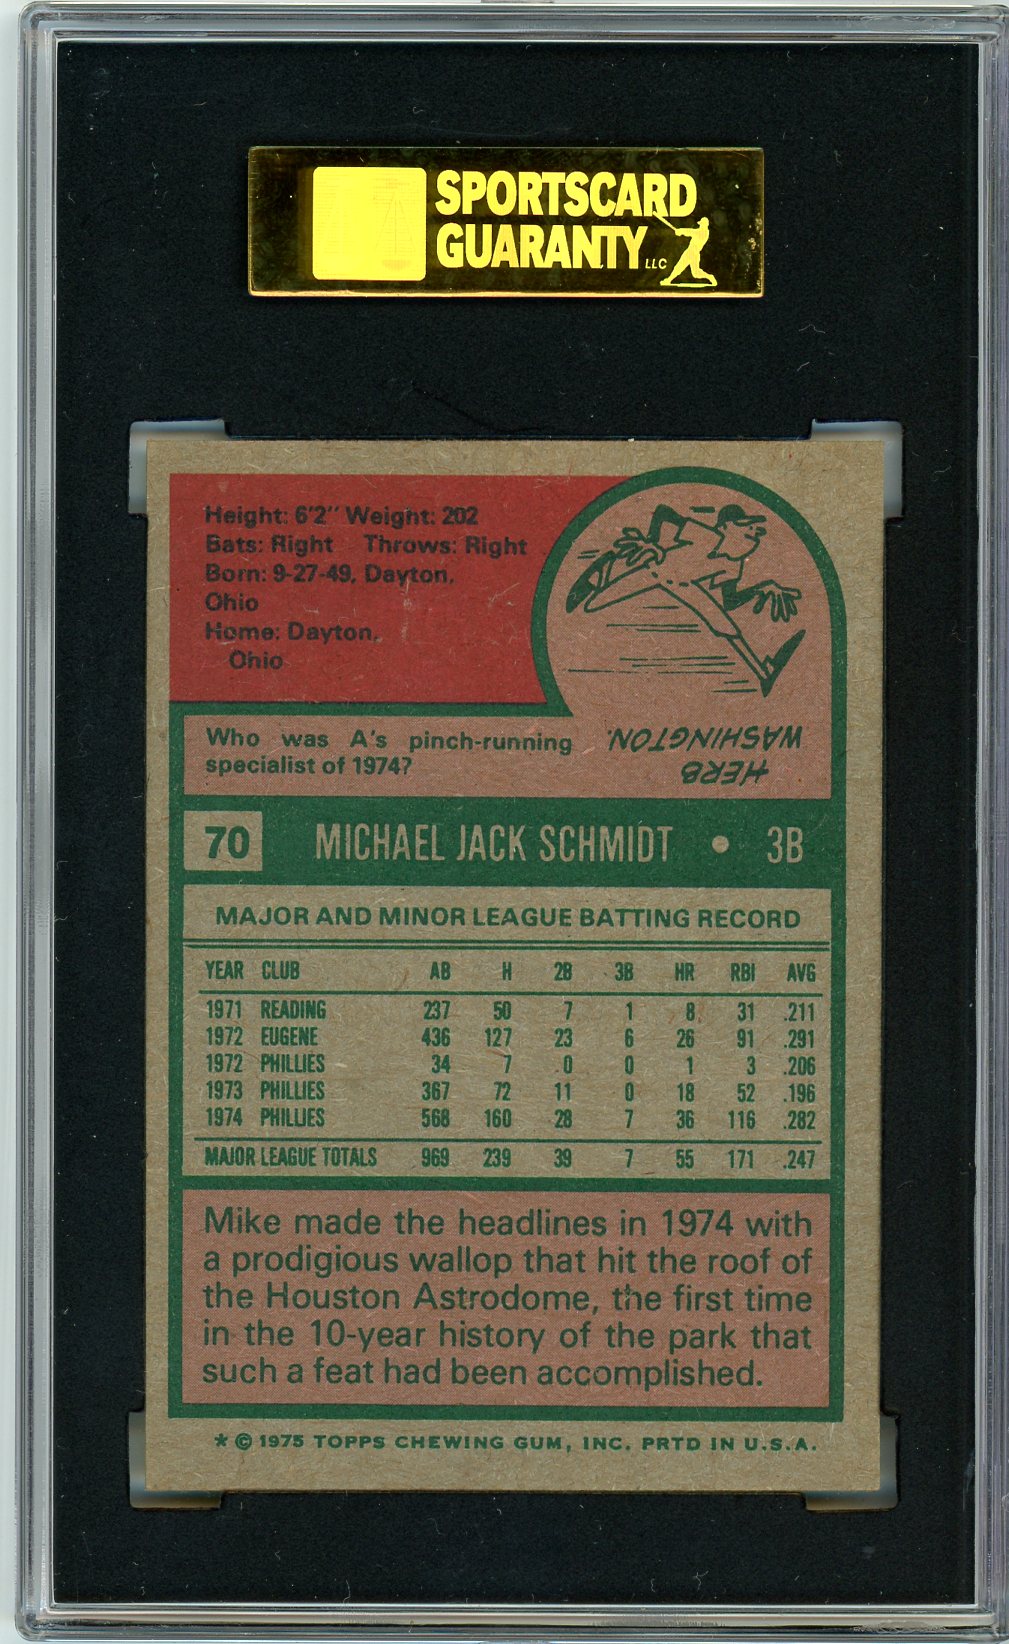 SPORTSCARD
GUARANTY LLC
Height: 6'2" Weight: 202
Bats: Right Throws: Right
Born: 9-27-49, Dayton,
Ohio
Home: Dayton,
Ohio
Who was A's pinch-running
specialist of 1974?
HERB
WASHINGTON.
70 MICHAEL JACK SCHMIDT • 3B
MAJOR AND MINOR LEAGUE BATTING RECORD
YEAR CLUB AB H 2B 3B HR RBI AVG
1971 READING 237 50 7 1 8 31 .211
1972 EUGENE 436 127 23 6 26 91 .291
1972 PHILLIES 34 7 0 0 1 3 .206
1973 PHILLIES 367 72 11 0 18 52 .196
1974 PHILLIES 568 160 28 7 36 116 .282
MAJOR LEAGUE TOTALS 969 239 39 7 55 171 .247
Mike made the headlines in 1974 with
a prodigious wallop that hit the roof of
the Houston Astrodome, the first time
in the 10-year history of the park that
such a feat had been accomplished.
* © 1975 TOPPS CHEWING GUM, INC. PRTD IN U.S.A.